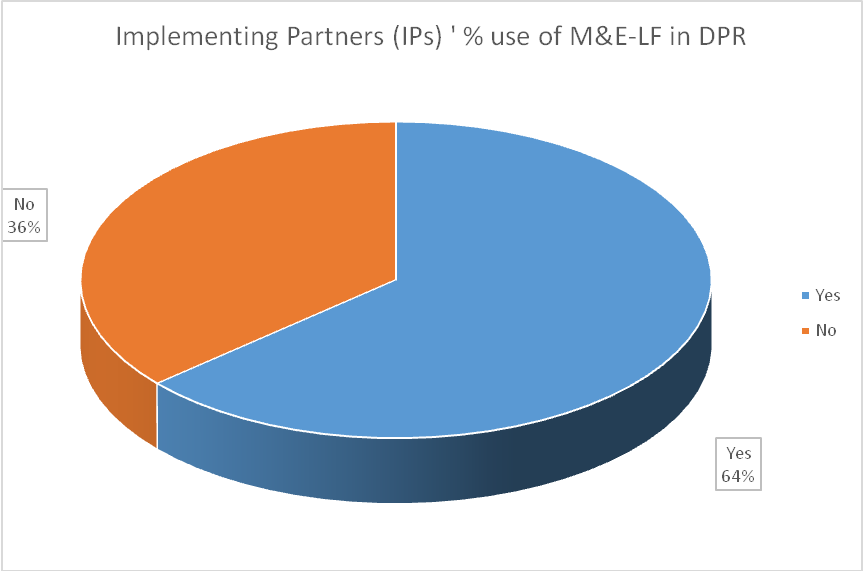 Implementing Partners (IPs) ' % use of M&E-LF in DPR
No
36%
Yes
No
Yes
64%